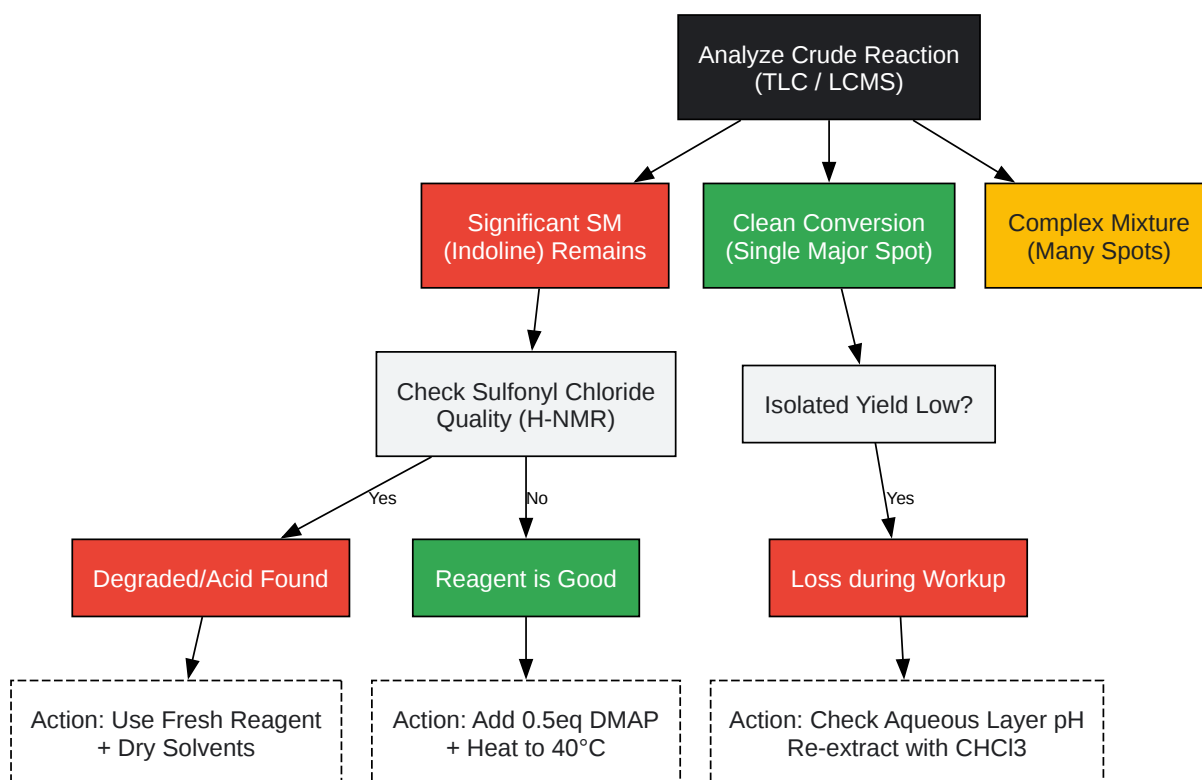 Analyze Crude Reaction
(TLC / LCMS)
Significant SM
(Indoline) Remains
Clean Conversion
(Single Major Spot)
Complex Mixture
(Many Spots)
Check Sulfonyl Chloride
Quality (H-NMR)
Isolated Yield Low?
Yes
No
Yes
Degraded/Acid Found
Reagent is Good
Loss during Workup
Action: Use Fresh Reagent
+ Dry Solvents
Action: Add 0.5eq DMAP
+ Heat to 40°C
Action: Check Aqueous Layer pH
Re-extract with CHCl3